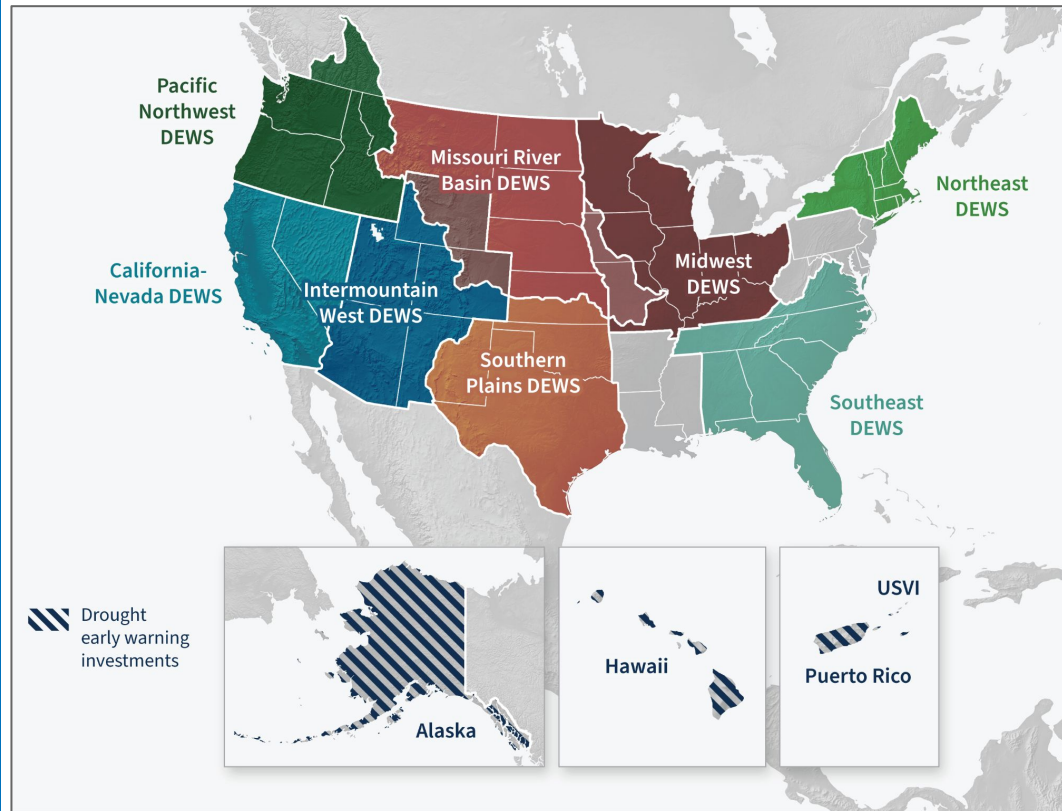 Pacific
Northwest
DEWS
Missouri River
Basin DEWS
Northeast
DEWS
California-
Nevada DEWS
Intermountain
West DEWS
Midwest
DEWS
Southern
Plains DEWS
Southeast
DEWS
Drought
early warning
investments
Alaska
Hawaii
USVI
Puerto Rico